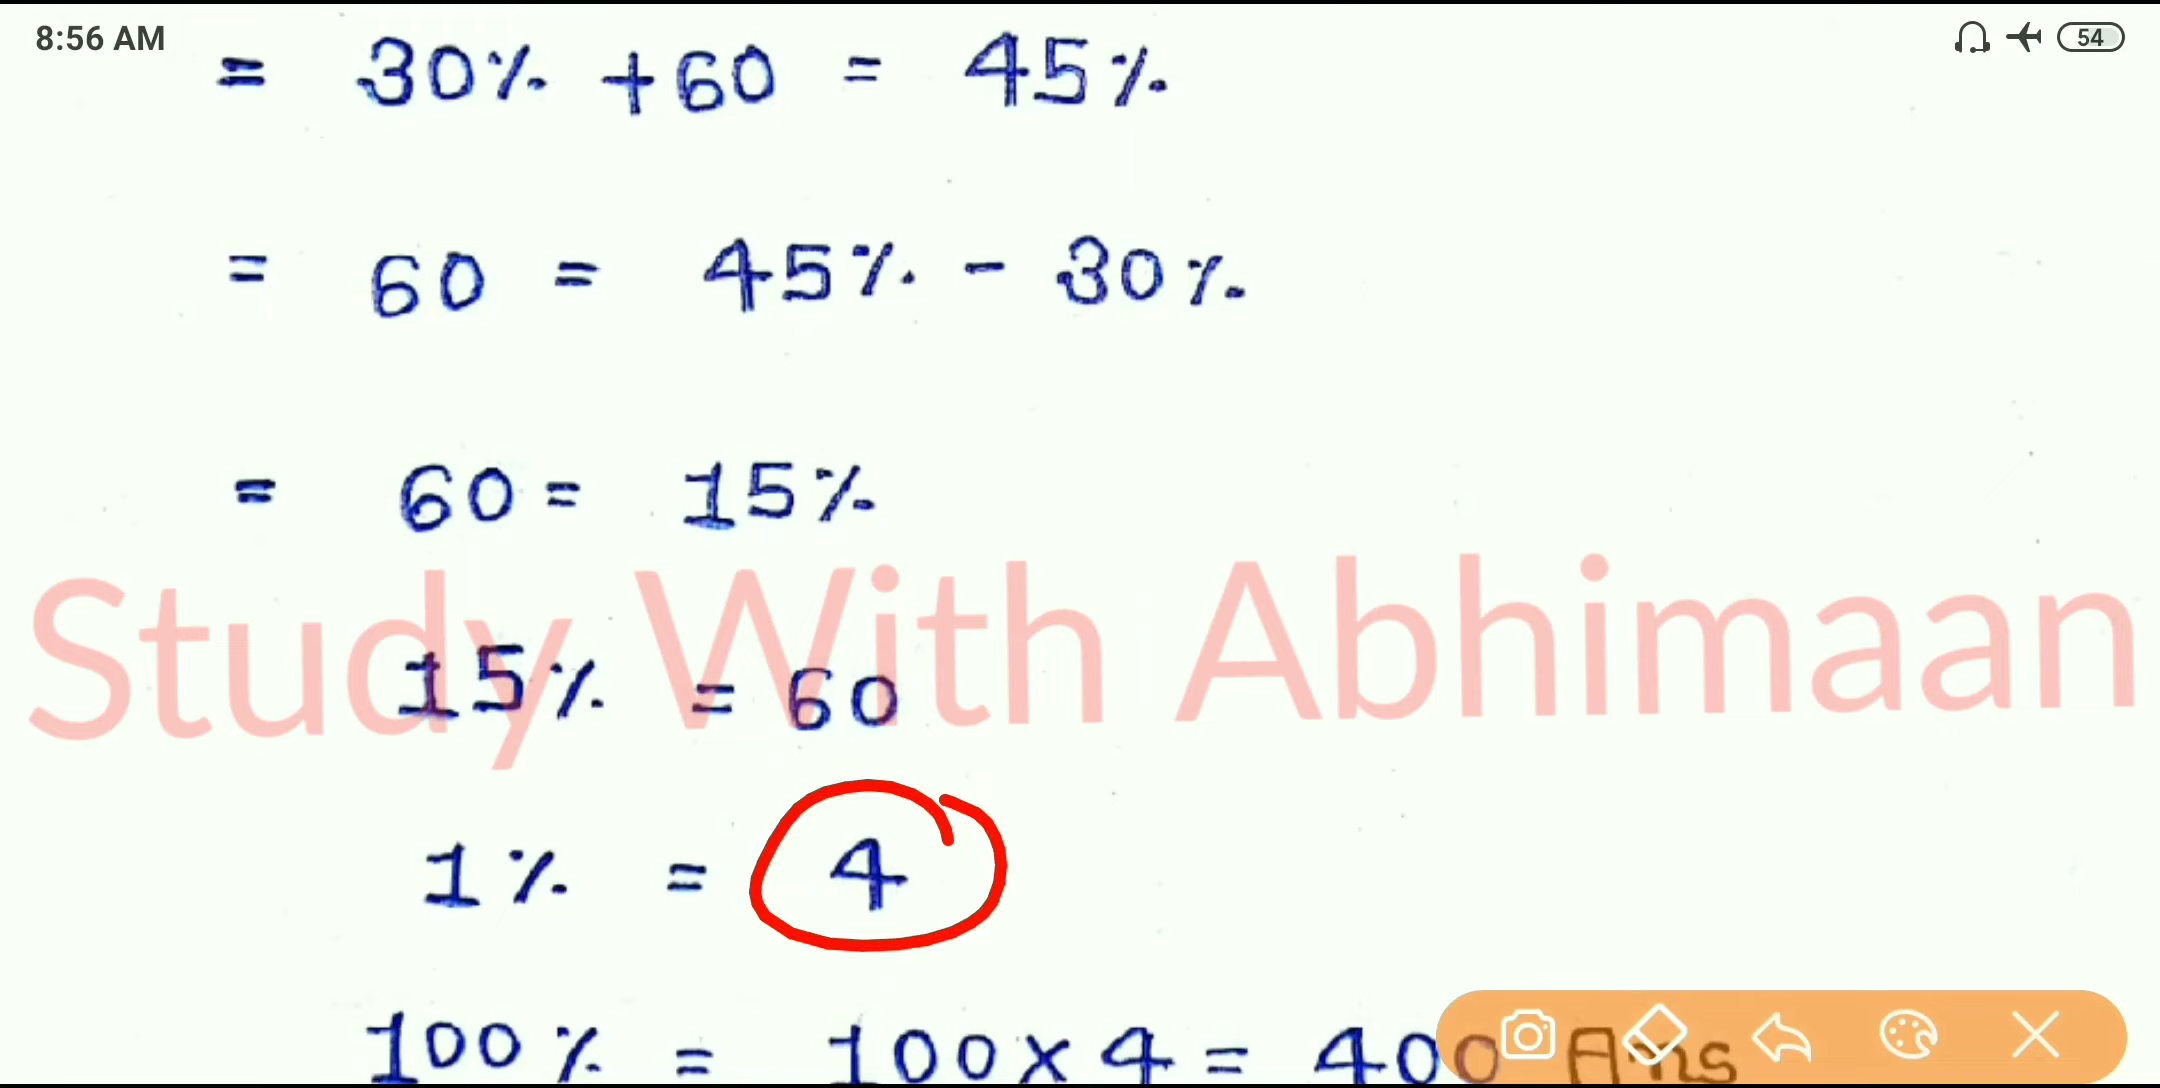 8:56 AM 54
= 30% + 60 = 45%
= 60 = 45% - 30%
= 60 = 15%
Study With Abhimaan
15% = 60
1% = 4
100% = 100 x 4 = 400 Ans